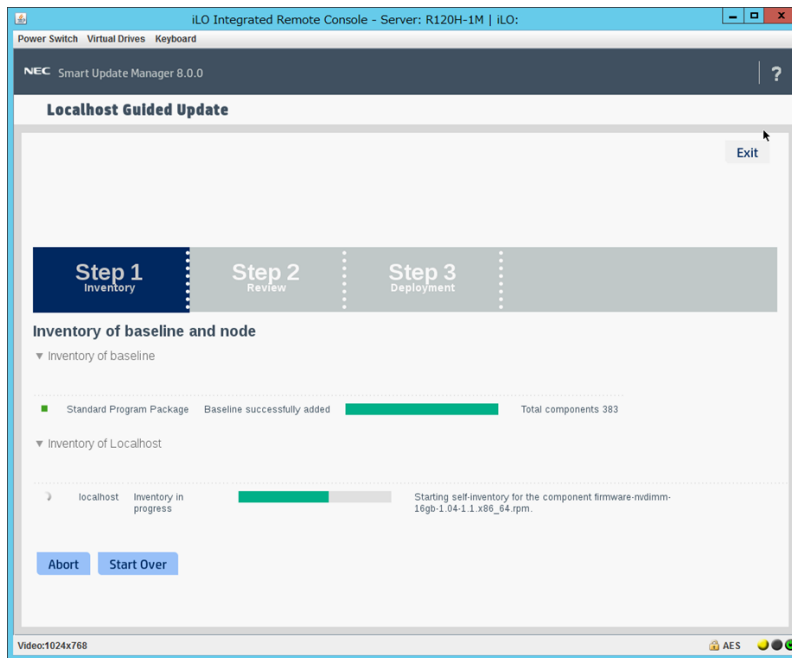 iLO Integrated Remote Console - Server: R120H-1M | iLO:
Power Switch Virtual Drives Keyboard
NEC Smart Update Manager 8.0.0 ?
Localhost Guided Update
Exit
Step 1 Step 2 Step 3
Inventory Review Deployment
Inventory of baseline and node
▼ Inventory of baseline
Standard Program Package Baseline successfully added Total components 383
▼ Inventory of Localhost
localhost Inventory in progress Starting self-inventory for the component firmware-nvdimm-16gb-1.04-1.1.x86_64.rpm.
Abort Start Over
Video:1024x768 AES